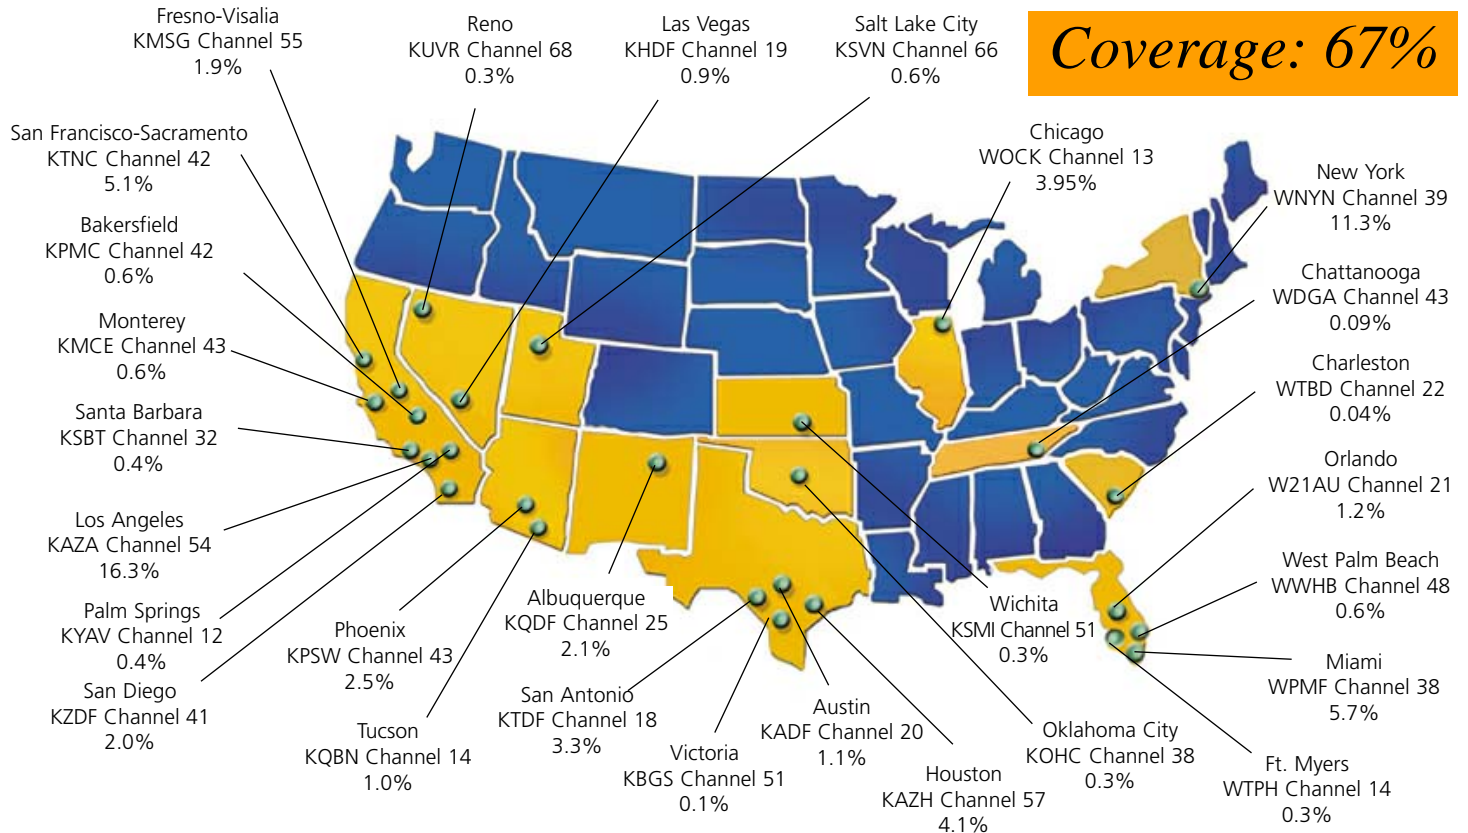 Fresno-Visalia
KMSG Channel 55
1.9%
Reno
KUVR Channel 68
0.3%
Las Vegas
KHDF Channel 19
0.9%
Salt Lake City
KSVN Channel 66
0.6%
Coverage: 67%
San Francisco-Sacramento
KTNC Channel 42
5.1%
Chicago
WOCK Channel 13
3.95%
New York
WNYN Channel 39
11.3%
Bakersfield
KPMC Channel 42
0.6%
Chattanooga
WDGA Channel 43
0.09%
Monterey
KMCE Channel 43
0.6%
Charleston
WTBD Channel 22
0.04%
Santa Barbara
KSBT Channel 32
0.4%
Orlando
W21AU Channel 21
1.2%
Los Angeles
KAZA Channel 54
16.3%
West Palm Beach
WWHB Channel 48
0.6%
Palm Springs
KYAV Channel 12
0.4%
Phoenix
KPSW Channel 43
2.5%
Albuquerque
KQDF Channel 25
2.1%
Wichita
KSMI Channel 51
0.3%
Miami
WPMF Channel 38
5.7%
San Diego
KZDF Channel 41
2.0%
Tucson
KQBN Channel 14
1.0%
San Antonio
KTDF Channel 18
3.3%
Victoria
KBGS Channel 51
0.1%
Austin
KADF Channel 20
1.1%
Houston
KAZH Channel 57
4.1%
Oklahoma City
KOHC Channel 38
0.3%
Ft. Myers
WTPH Channel 14
0.3%